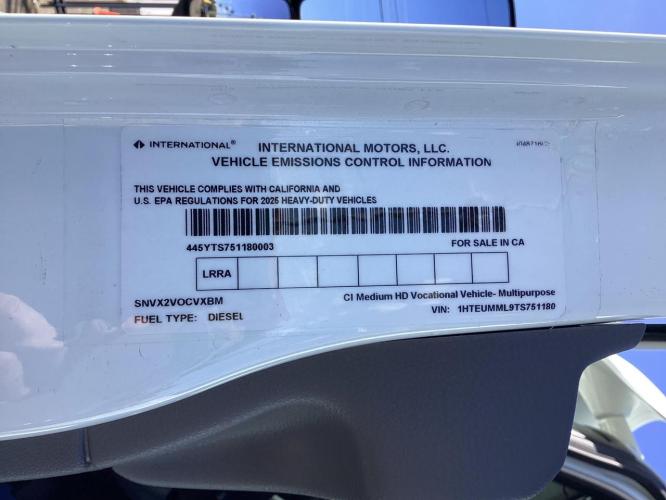 INTERNATIONAL®
INTERNATIONAL MOTORS, LLC.
VEHICLE EMISSIONS CONTROL INFORMATION
THIS VEHICLE COMPLIES WITH CALIFORNIA AND
U.S. EPA REGULATIONS FOR 2025 HEAVY-DUTY VEHICLES
445YTS751180003
FOR SALE IN CA
LRRA
SNVX2VOCVXBM
CI Medium HD Vocational Vehicle- Multipurpose
FUEL TYPE: DIESEL
VIN: 1HTEUMML9TS751180